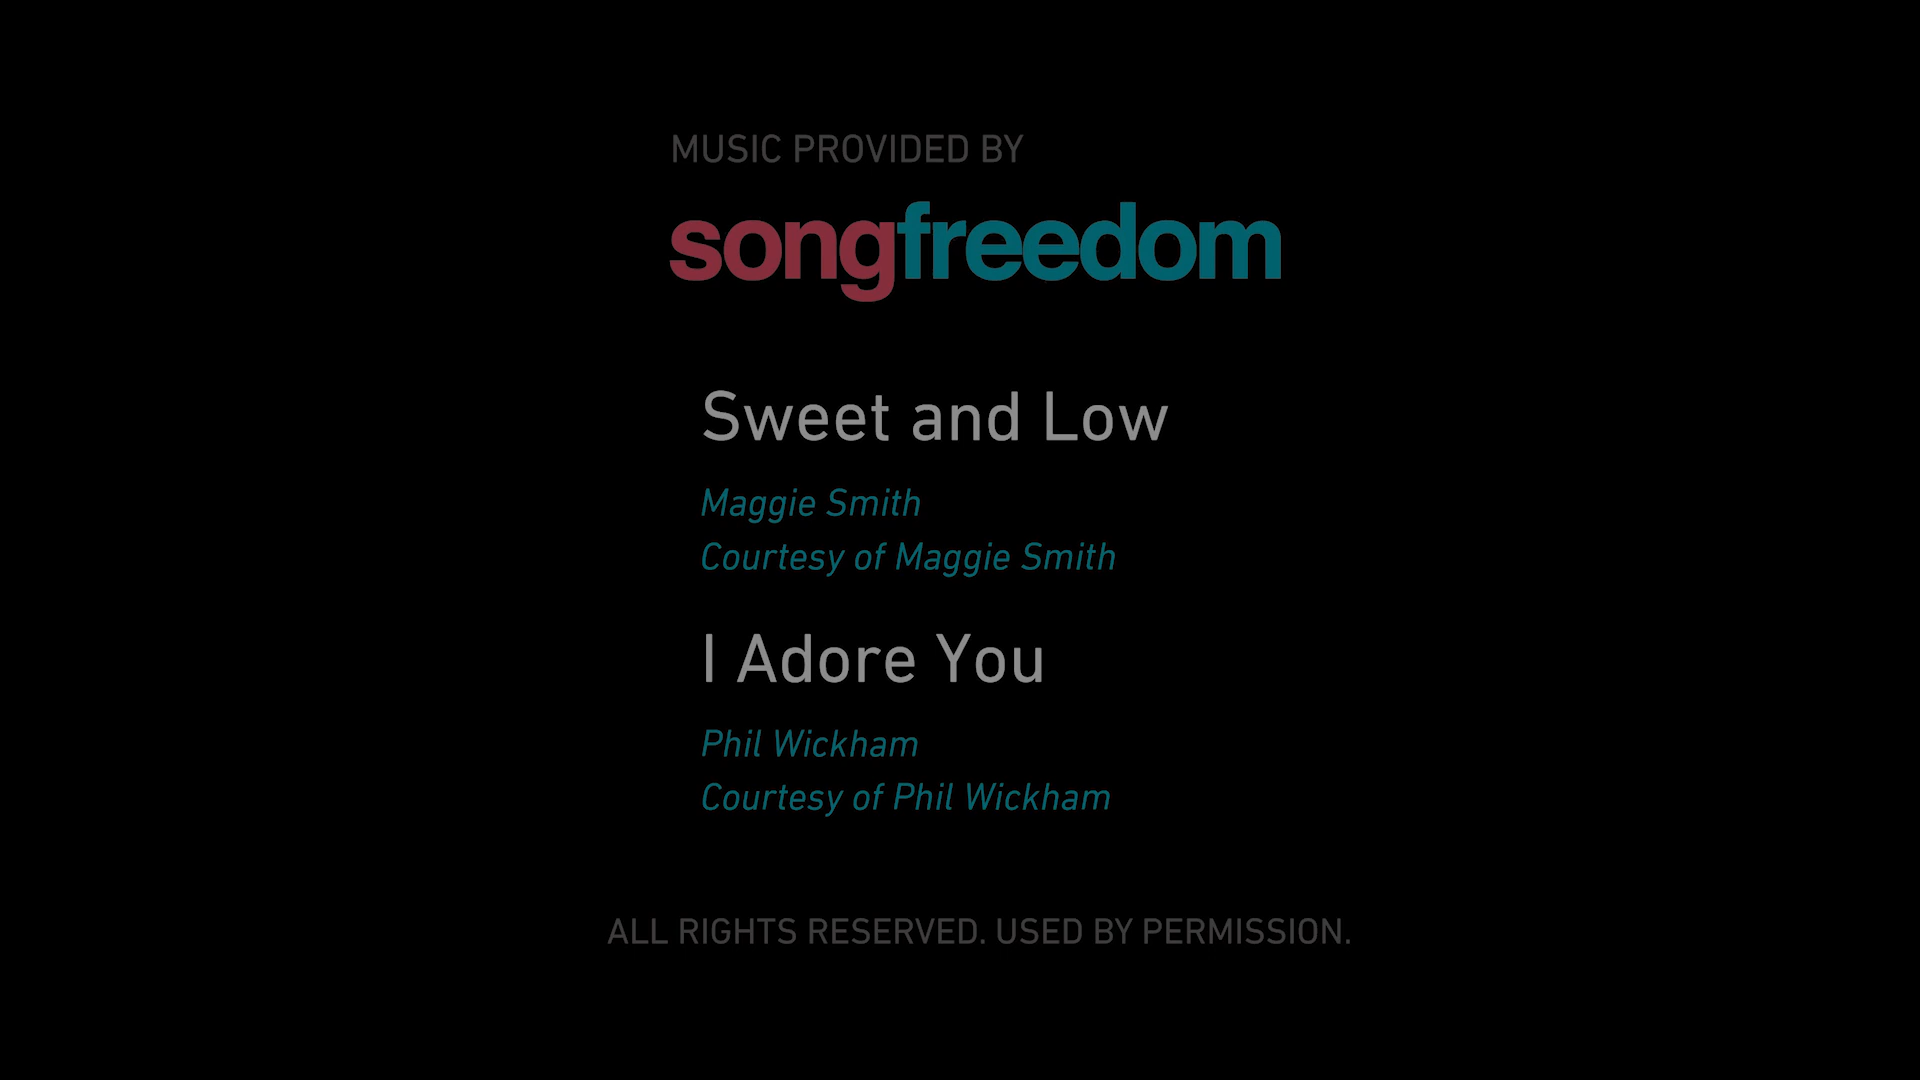 MUSIC PROVIDED BY
songfreedom
Sweet and Low
Maggie Smith
Courtesy of Maggie Smith
I Adore You
Phil Wickham
Courtesy of Phil Wickham
ALL RIGHTS RESERVED. USED BY PERMISSION.